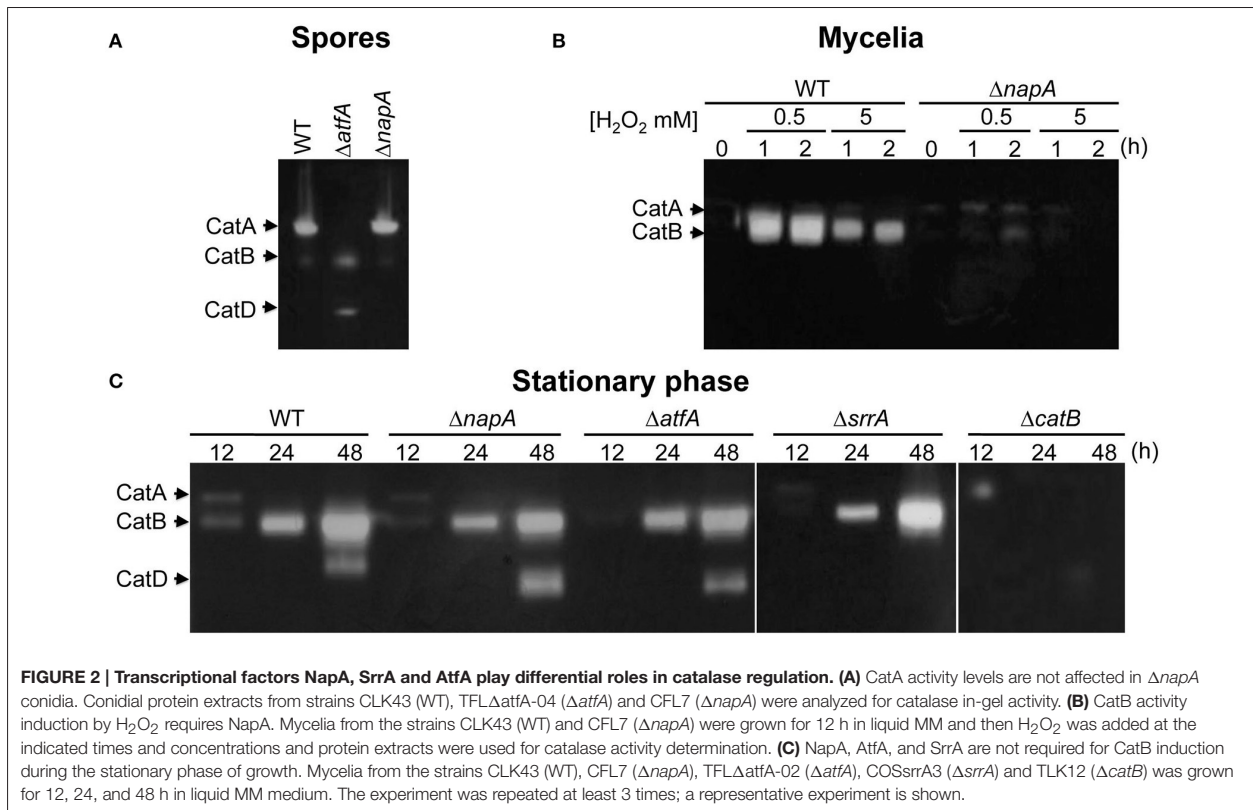 A
Spores
WT
ΔatfA
ΔnapA
CatA
CatB
CatD
B
Mycelia
WT
ΔnapA
[H₂O₂ mM]
0.5
5
0.5
5
0
1
2
1
2
0
1
2
1
2
(h)
CatA
CatB
C
Stationary phase
WT
ΔnapA
ΔatfA
ΔsrrA
ΔcatB
12
24
48
12
24
48
12
24
48
12
24
48
12
24
48
(h)
CatA
CatB
CatD
FIGURE 2 | Transcriptional factors NapA, SrrA and AtfA play differential roles in catalase regulation. (A) CatA activity levels are not affected in ΔnapA
conidia. Conidial protein extracts from strains CLK43 (WT), TFLΔatfA-04 (ΔatfA) and CFL7 (ΔnapA) were analyzed for catalase in-gel activity. (B) CatB activity
induction by H₂O₂ requires NapA. Mycelia from the strains CLK43 (WT) and CFL7 (ΔnapA) were grown for 12 h in liquid MM and then H₂O₂ was added at the
indicated times and concentrations and protein extracts were used for catalase activity determination. (C) NapA, AtfA, and SrrA are not required for CatB induction
during the stationary phase of growth. Mycelia from the strains CLK43 (WT), CFL7 (ΔnapA), TFLΔatfA-02 (ΔatfA), COSsrrA3 (ΔsrrA) and TLK12 (ΔcatB) was grown
for 12, 24, and 48 h in liquid MM medium. The experiment was repeated at least 3 times; a representative experiment is shown.